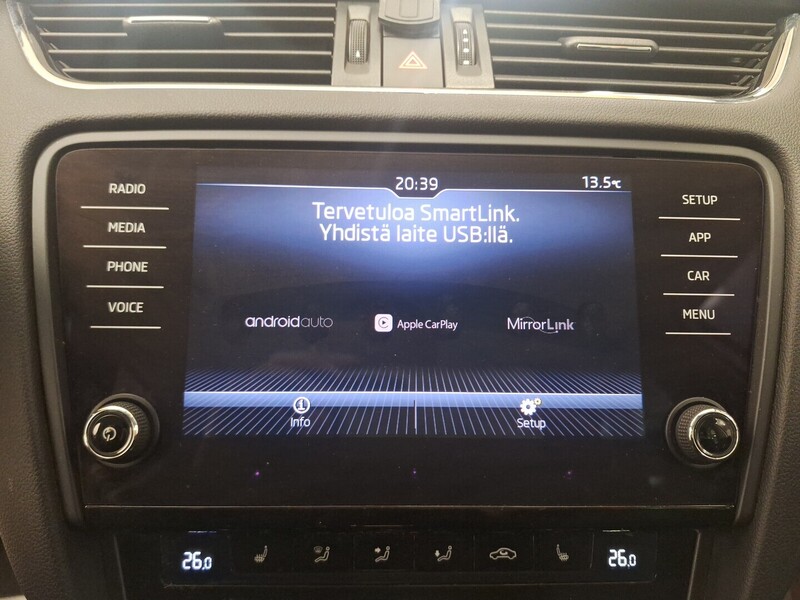 20:39
13.5°C
RADIO
MEDIA
PHONE
VOICE
Tervetuloa SmartLink.
Yhdistä laite USB:llä.
androidauto
Apple CarPlay
MirrorLink
Info
Setup
SETUP
APP
CAR
MENU
26.0
26.0